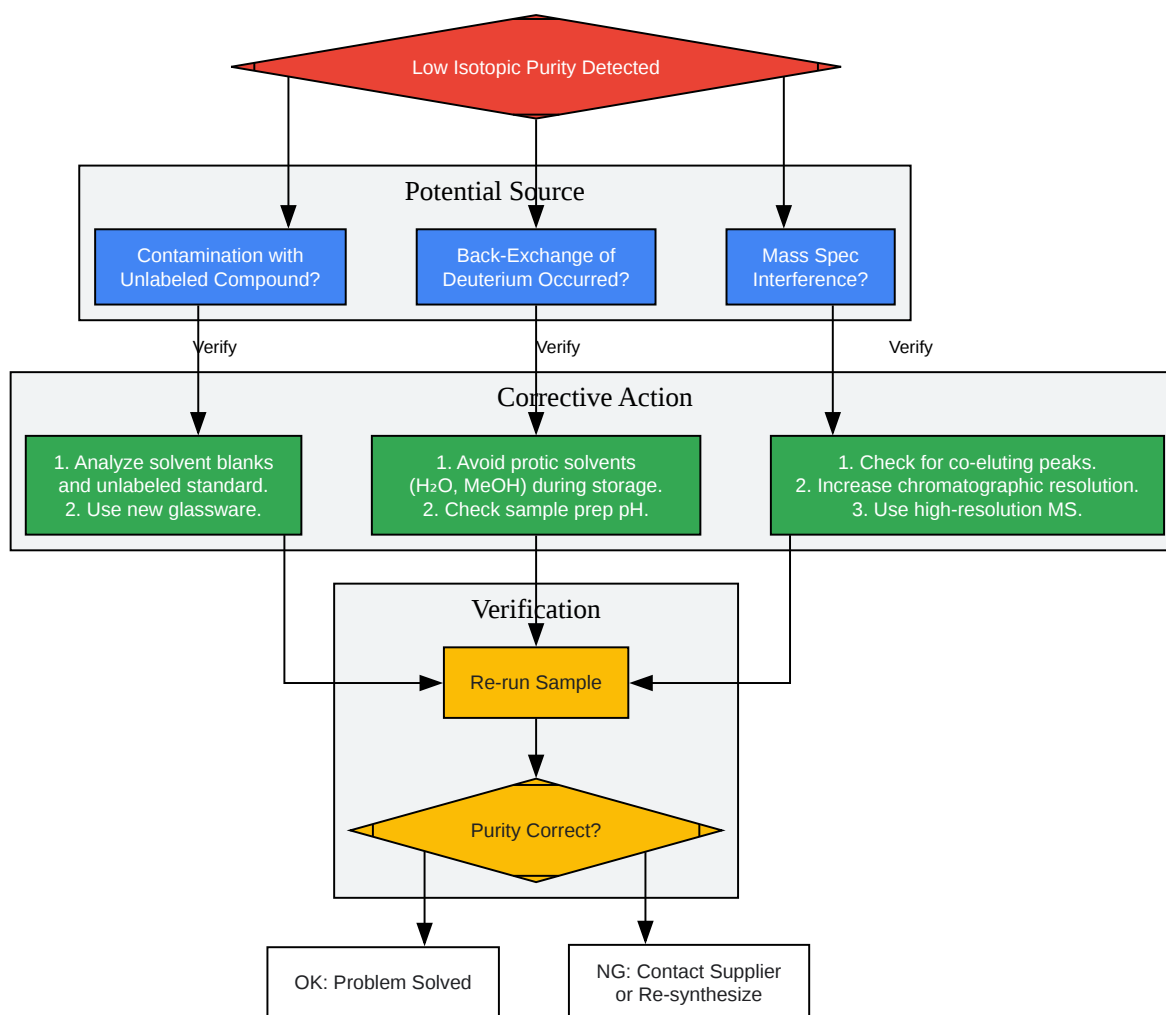 Low Isotopic Purity Detected
Potential Source
Contamination with
Unlabeled Compound?
Back-Exchange of
Deuterium Occurred?
Mass Spec
Interference?
Verify
Verify
Verify
Corrective Action
1. Analyze solvent blanks
and unlabeled standard.
2. Use new glassware.
1. Avoid protic solvents
(H₂O, MeOH) during storage.
2. Check sample prep pH.
1. Check for co-eluting peaks.
2. Increase chromatographic resolution.
3. Use high-resolution MS.
Verification
Re-run Sample
Purity Correct?
OK: Problem Solved
NG: Contact Supplier
or Re-synthesize